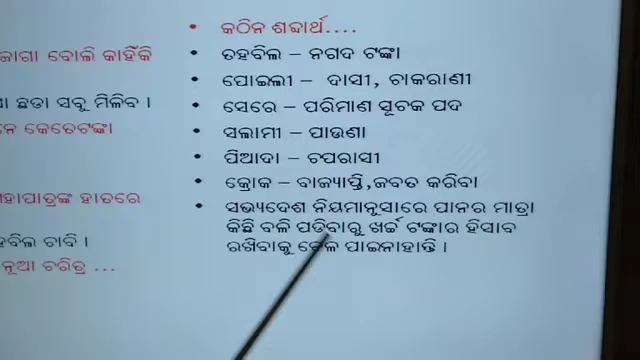 ଜାଗା ବୋଲି କାହିଁକି
ଛଡା ସବୁ ମିଳିବ ।
କେତେଟଙ୍କା
ମହାପାତ୍ରଙ୍କ ହାତରେ
ଚାବି ।
ନୂଆ ଚରିତ୍ର ...
• କଠିନ ଶବ୍ଦାର୍ଥ....
• ତହବିଲ – ନଗଦ ଟଙ୍କା
• ପୋଇଲୀ – ଦାସୀ, ଚାକରାଣୀ
• ସେରେ – ପରିମାଣ ସୂଚକ ପଦ
• ସଲାମୀ – ପାଉଣା
• ପିଆଦା – ଚପରାସୀ
• କ୍ରୋକ – ବାଜ୍ୟାପ୍ତି,ଜବତ କରିବା
• ସଭ୍ୟଦେଶ ନିୟମାନୁସାରେ ପାନର ମାତ୍ରା
କିଛି ବଳି ପଡିବାରୁ ଖର୍ଚ୍ଚ ଟଙ୍କାର ହିସାବ
ରଖିବାକୁ ବେଳ ପାଇନାହାନ୍ତି ।